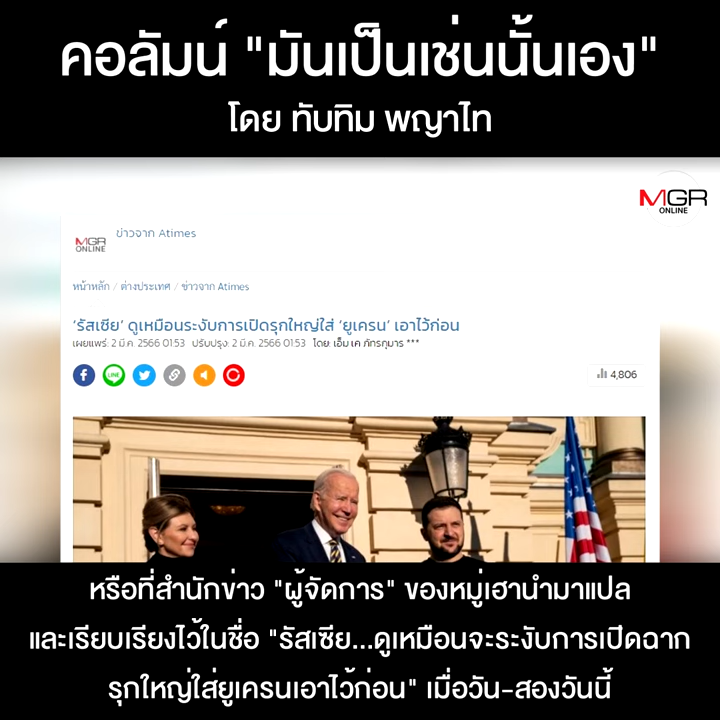 คอลัมน์ "มันเป็นเช่นนั้นเอง"
โดย ทับทิม พญาไท
MGR
ONLINE
MGR
ONLINE
ข่าวจาก Atimes
หน้าหลัก / ต่างประเทศ / ข่าวจาก Atimes
‘รัสเซีย’ ดูเหมือนระงับการเปิดรุกใหญ่ใส่ ‘ยูเครน’ เอาไว้ก่อน
เผยแพร่: 2 มี.ค. 2566 01:53 ปรับปรุง: 2 มี.ค. 2566 01:53 โดย: เอ็ม เค ภัทรกุมาร ***
LINE
4,806
หรือที่สำนักข่าว "ผู้จัดการ" ของหมู่เฮานำมาแปล
และเรียบเรียงไว้ในชื่อ "รัสเซีย...ดูเหมือนจะระงับการเปิดฉาก
รุกใหญ่ใส่ยูเครนเอาไว้ก่อน" เมื่อวัน-สองวันนี้